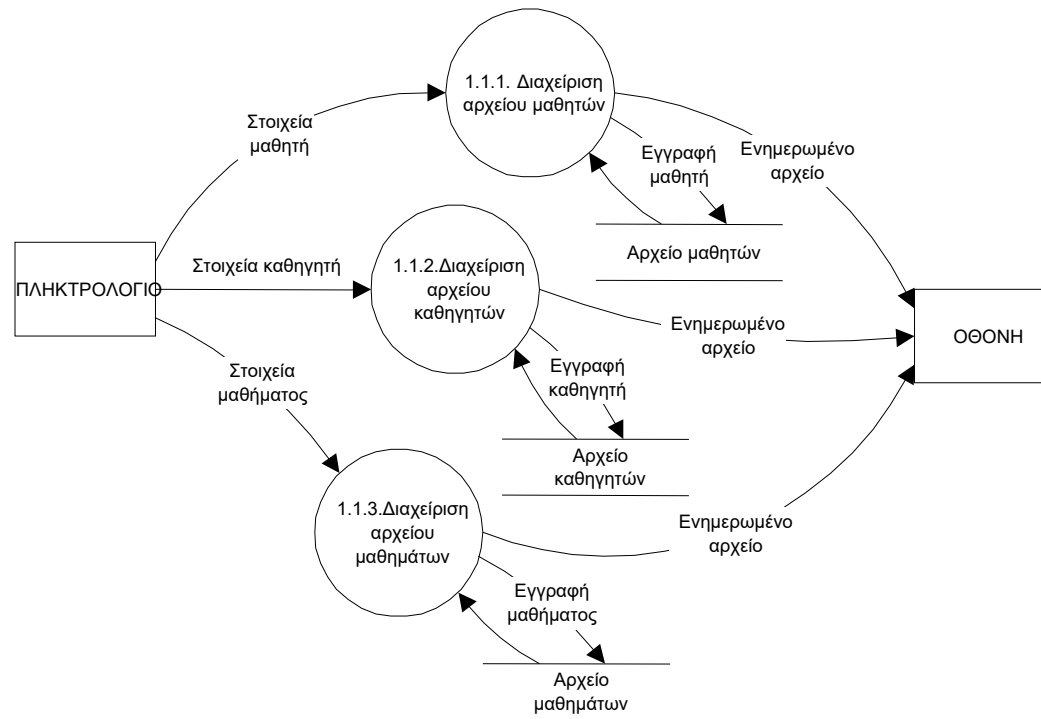 1.1.1. Διαχείριση
αρχείου μαθητών
Στοιχεία
μαθητή
Εγγραφή
μαθητή
Ενημερωμένο
αρχείο
Αρχείο μαθητών
ΠΛΗΚΤΡΟΛΟΓΙΟ
Στοιχεία καθηγητή
1.1.2.Διαχείριση
αρχείου
καθηγητών
Ενημερωμένο
αρχείο
ΟΘΟΝΗ
Εγγραφή
καθηγητή
Στοιχεία
μαθήματος
Αρχείο
καθηγητών
1.1.3.Διαχείριση
αρχείου
μαθημάτων
Ενημερωμένο
αρχείο
Εγγραφή
μαθήματος
Αρχείο
μαθημάτων